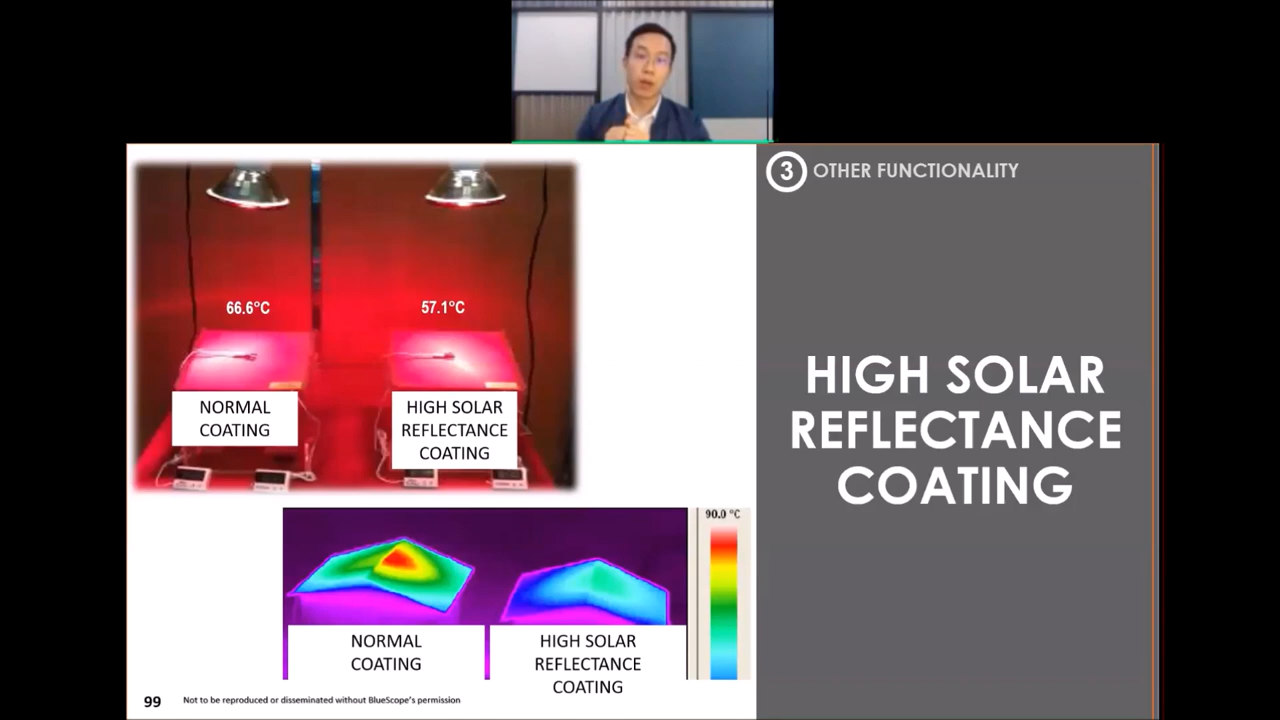 3 OTHER FUNCTIONALITY
66.6°C
57.1°C
NORMAL
COATING
HIGH SOLAR
REFLECTANCE
COATING
HIGH SOLAR
REFLECTANCE
COATING
90.0 °C
NORMAL
COATING
HIGH SOLAR
REFLECTANCE
COATING
99 Not to be reproduced or disseminated without BlueScope's permission